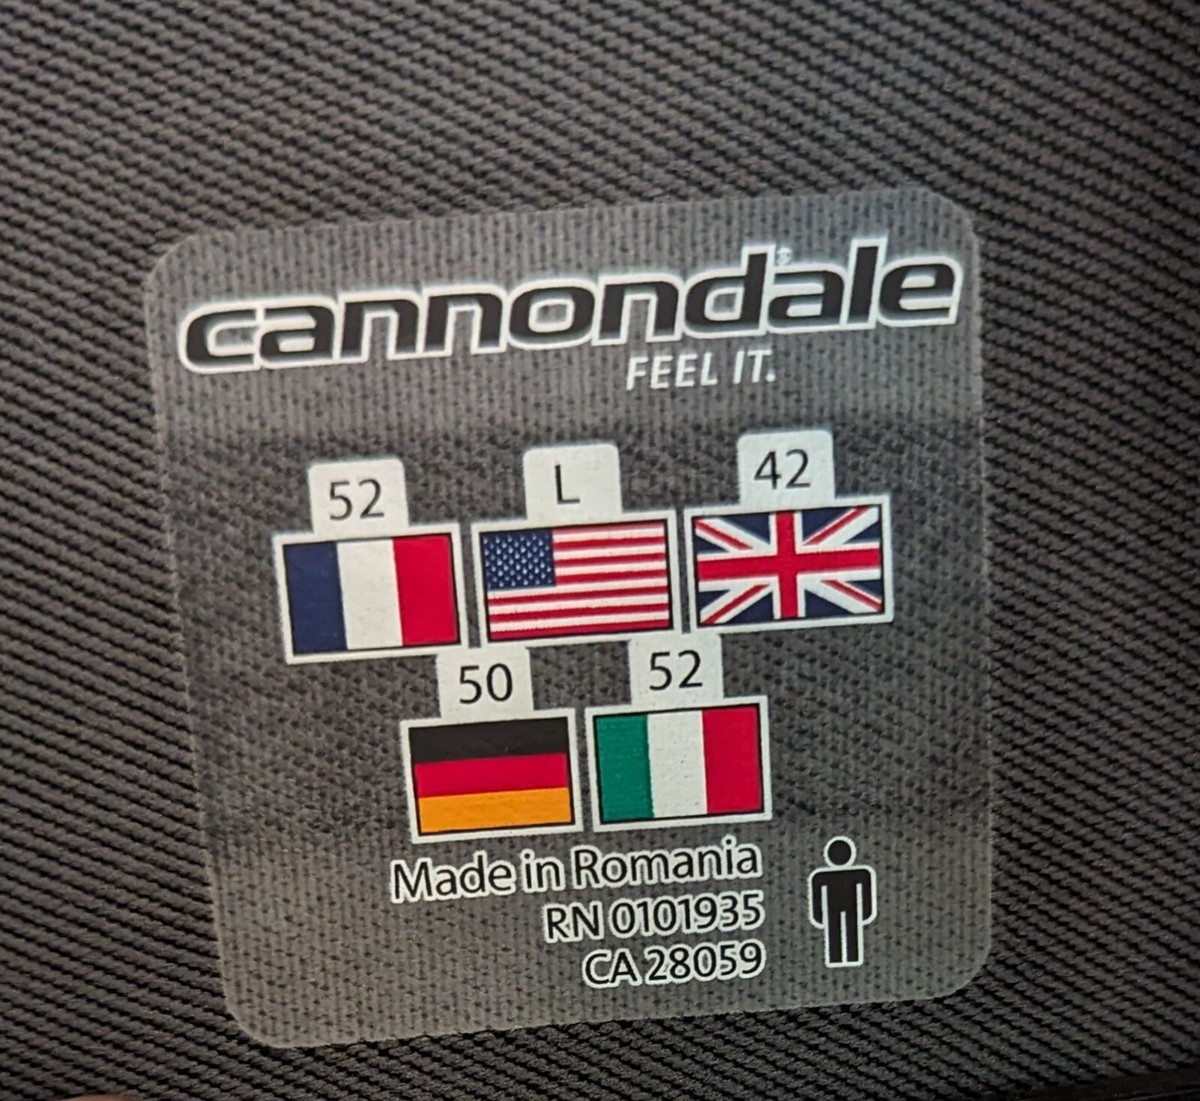 cannondale®
FEEL IT.
52 L 42
50 52
Made in Romania
RN 0101935
CA 28059